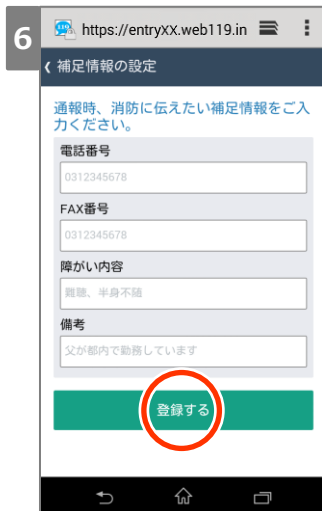 6
https://entryXX.web119.in
補足情報の設定
通報時、消防に伝えたい補足情報をご入
力ください。
電話番号
0312345678
FAX番号
0312345678
障がい内容
難聴、半身不随
備考
父が都内で勤務しています
登録する